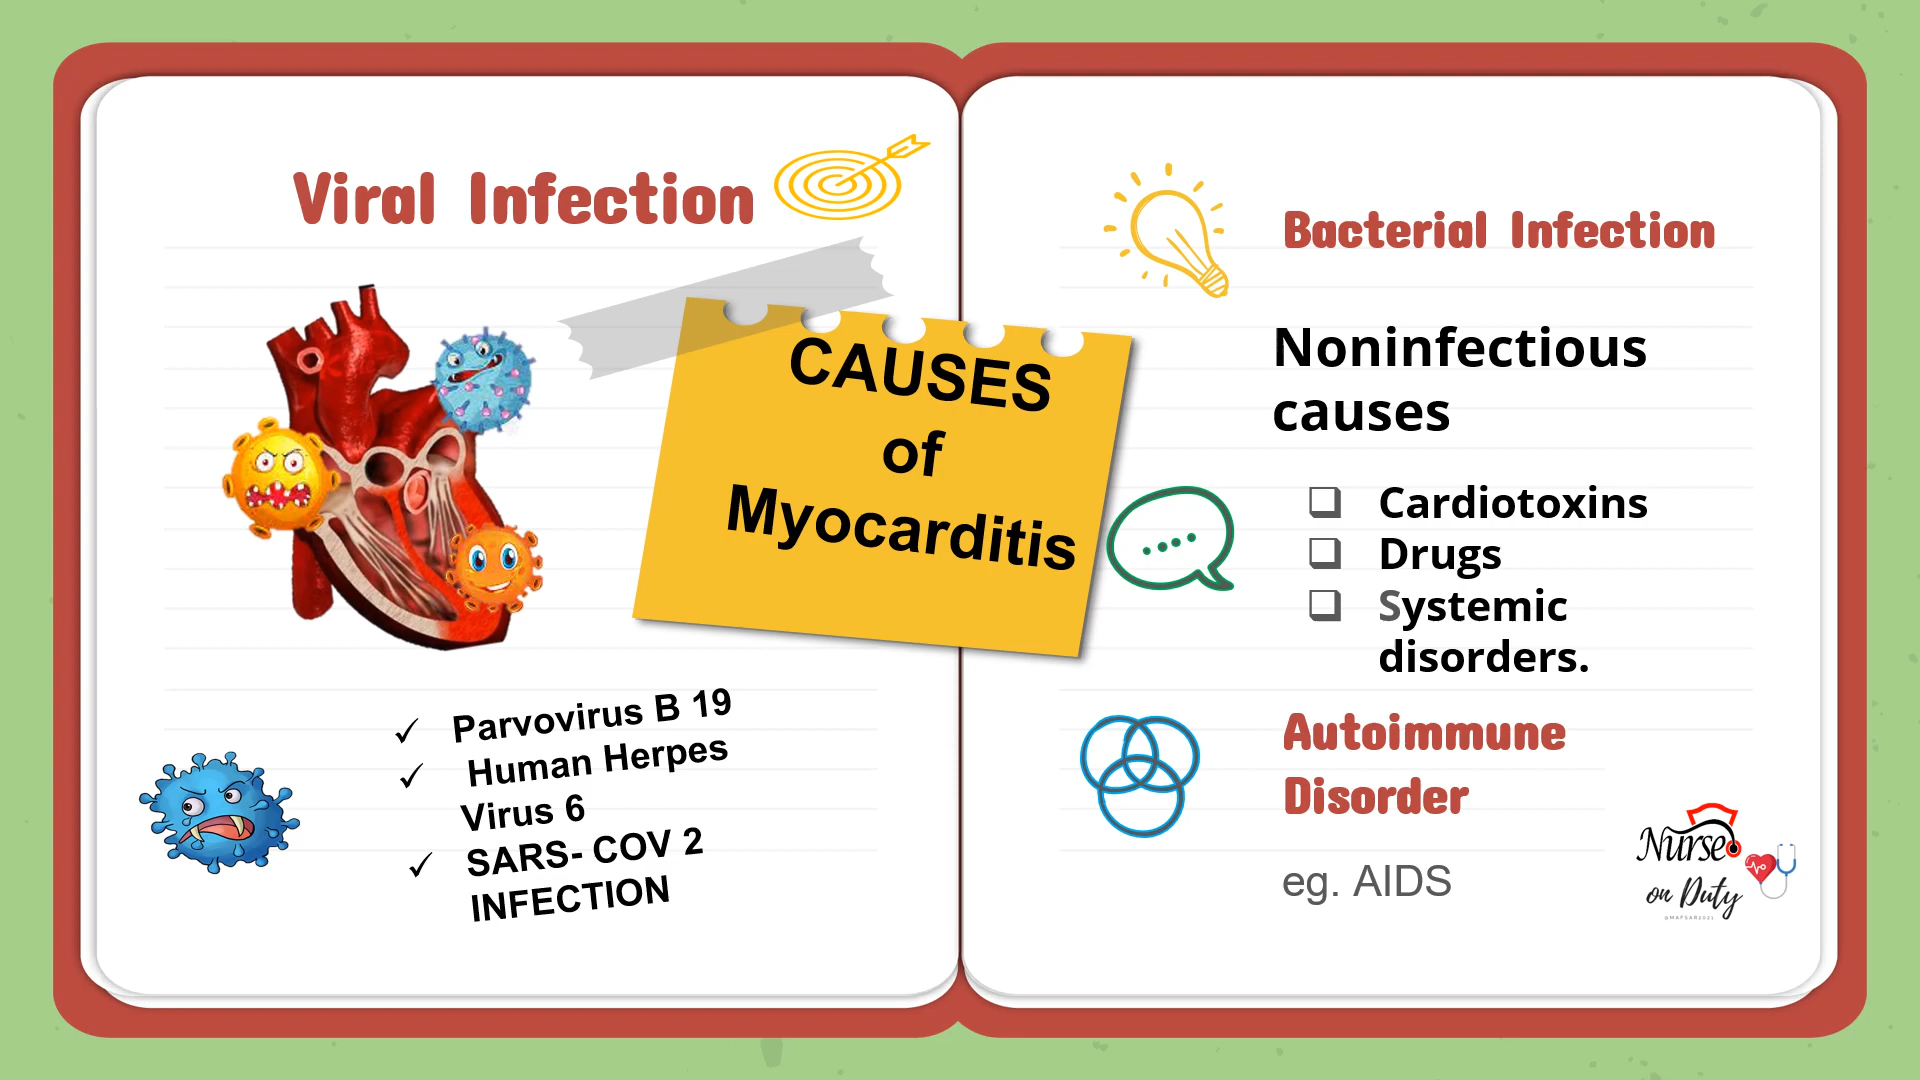 Viral Infection
CAUSES
of
Myocarditis
✓ Parvovirus B 19
✓ Human Herpes
Virus 6
✓ SARS- COV 2
INFECTION
Bacterial Infection
Noninfectious
causes
❑ Cardiotoxins
❑ Drugs
❑ Systemic
disorders.
Autoimmune
Disorder
eg. AIDS
Nurse
on Duty
@MAFSAR2021